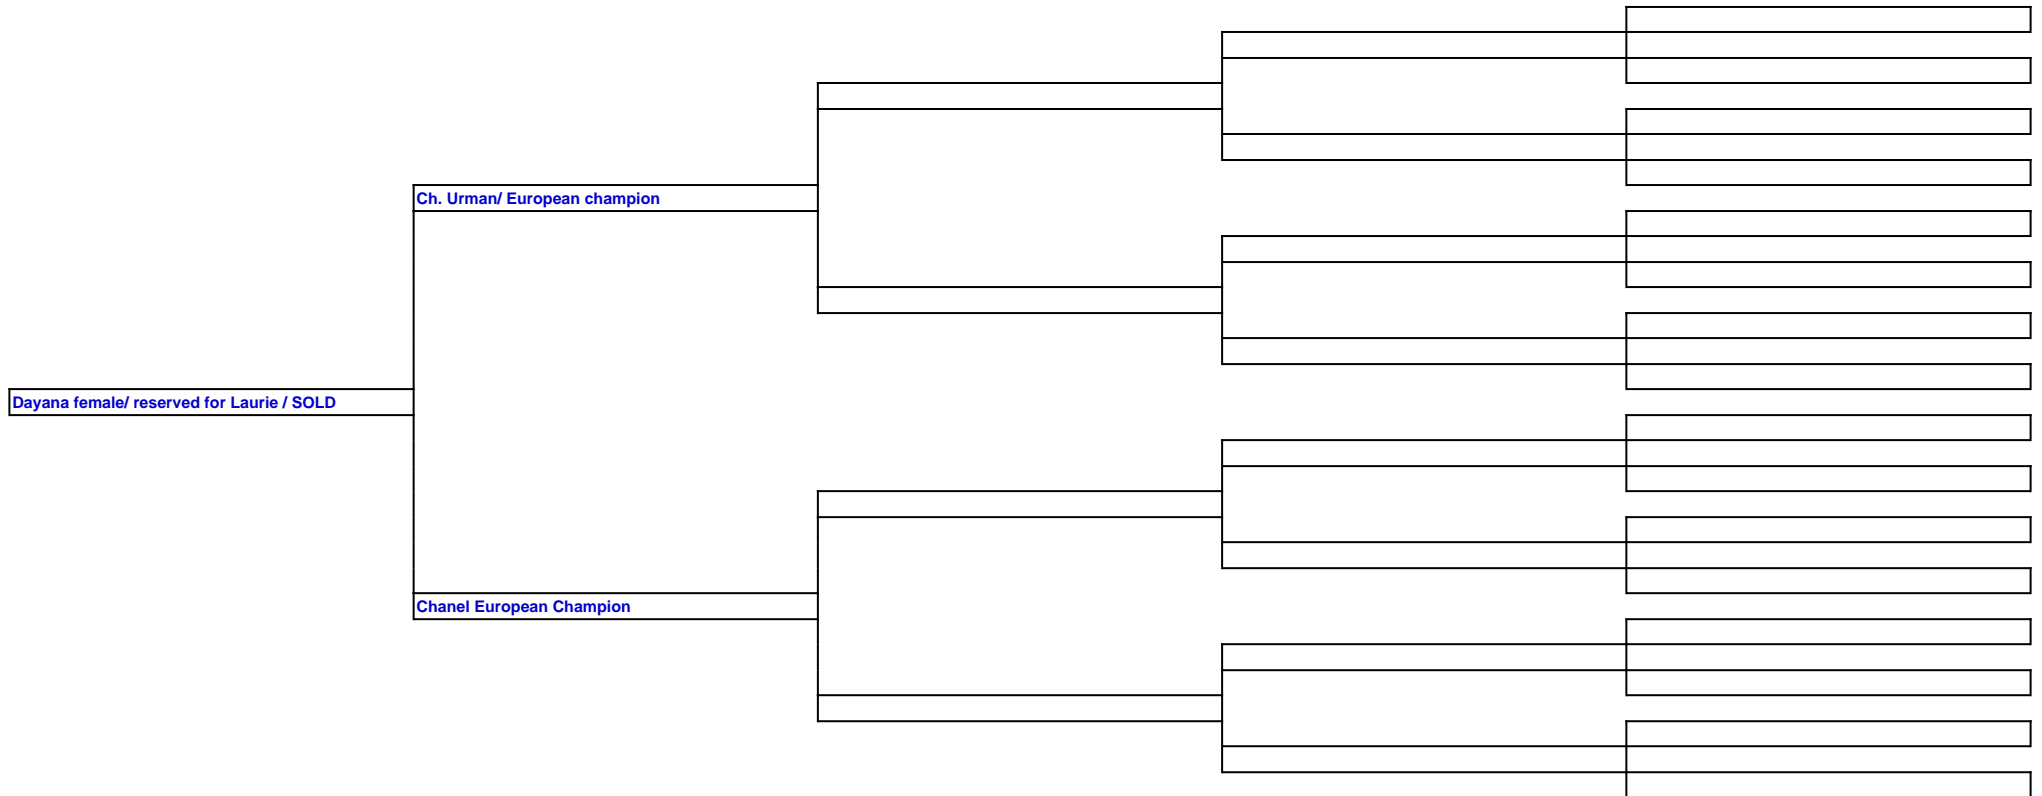 Ch. Urman/ European champion
Dayana female/ reserved for Laurie / SOLD
Chanel European Champion